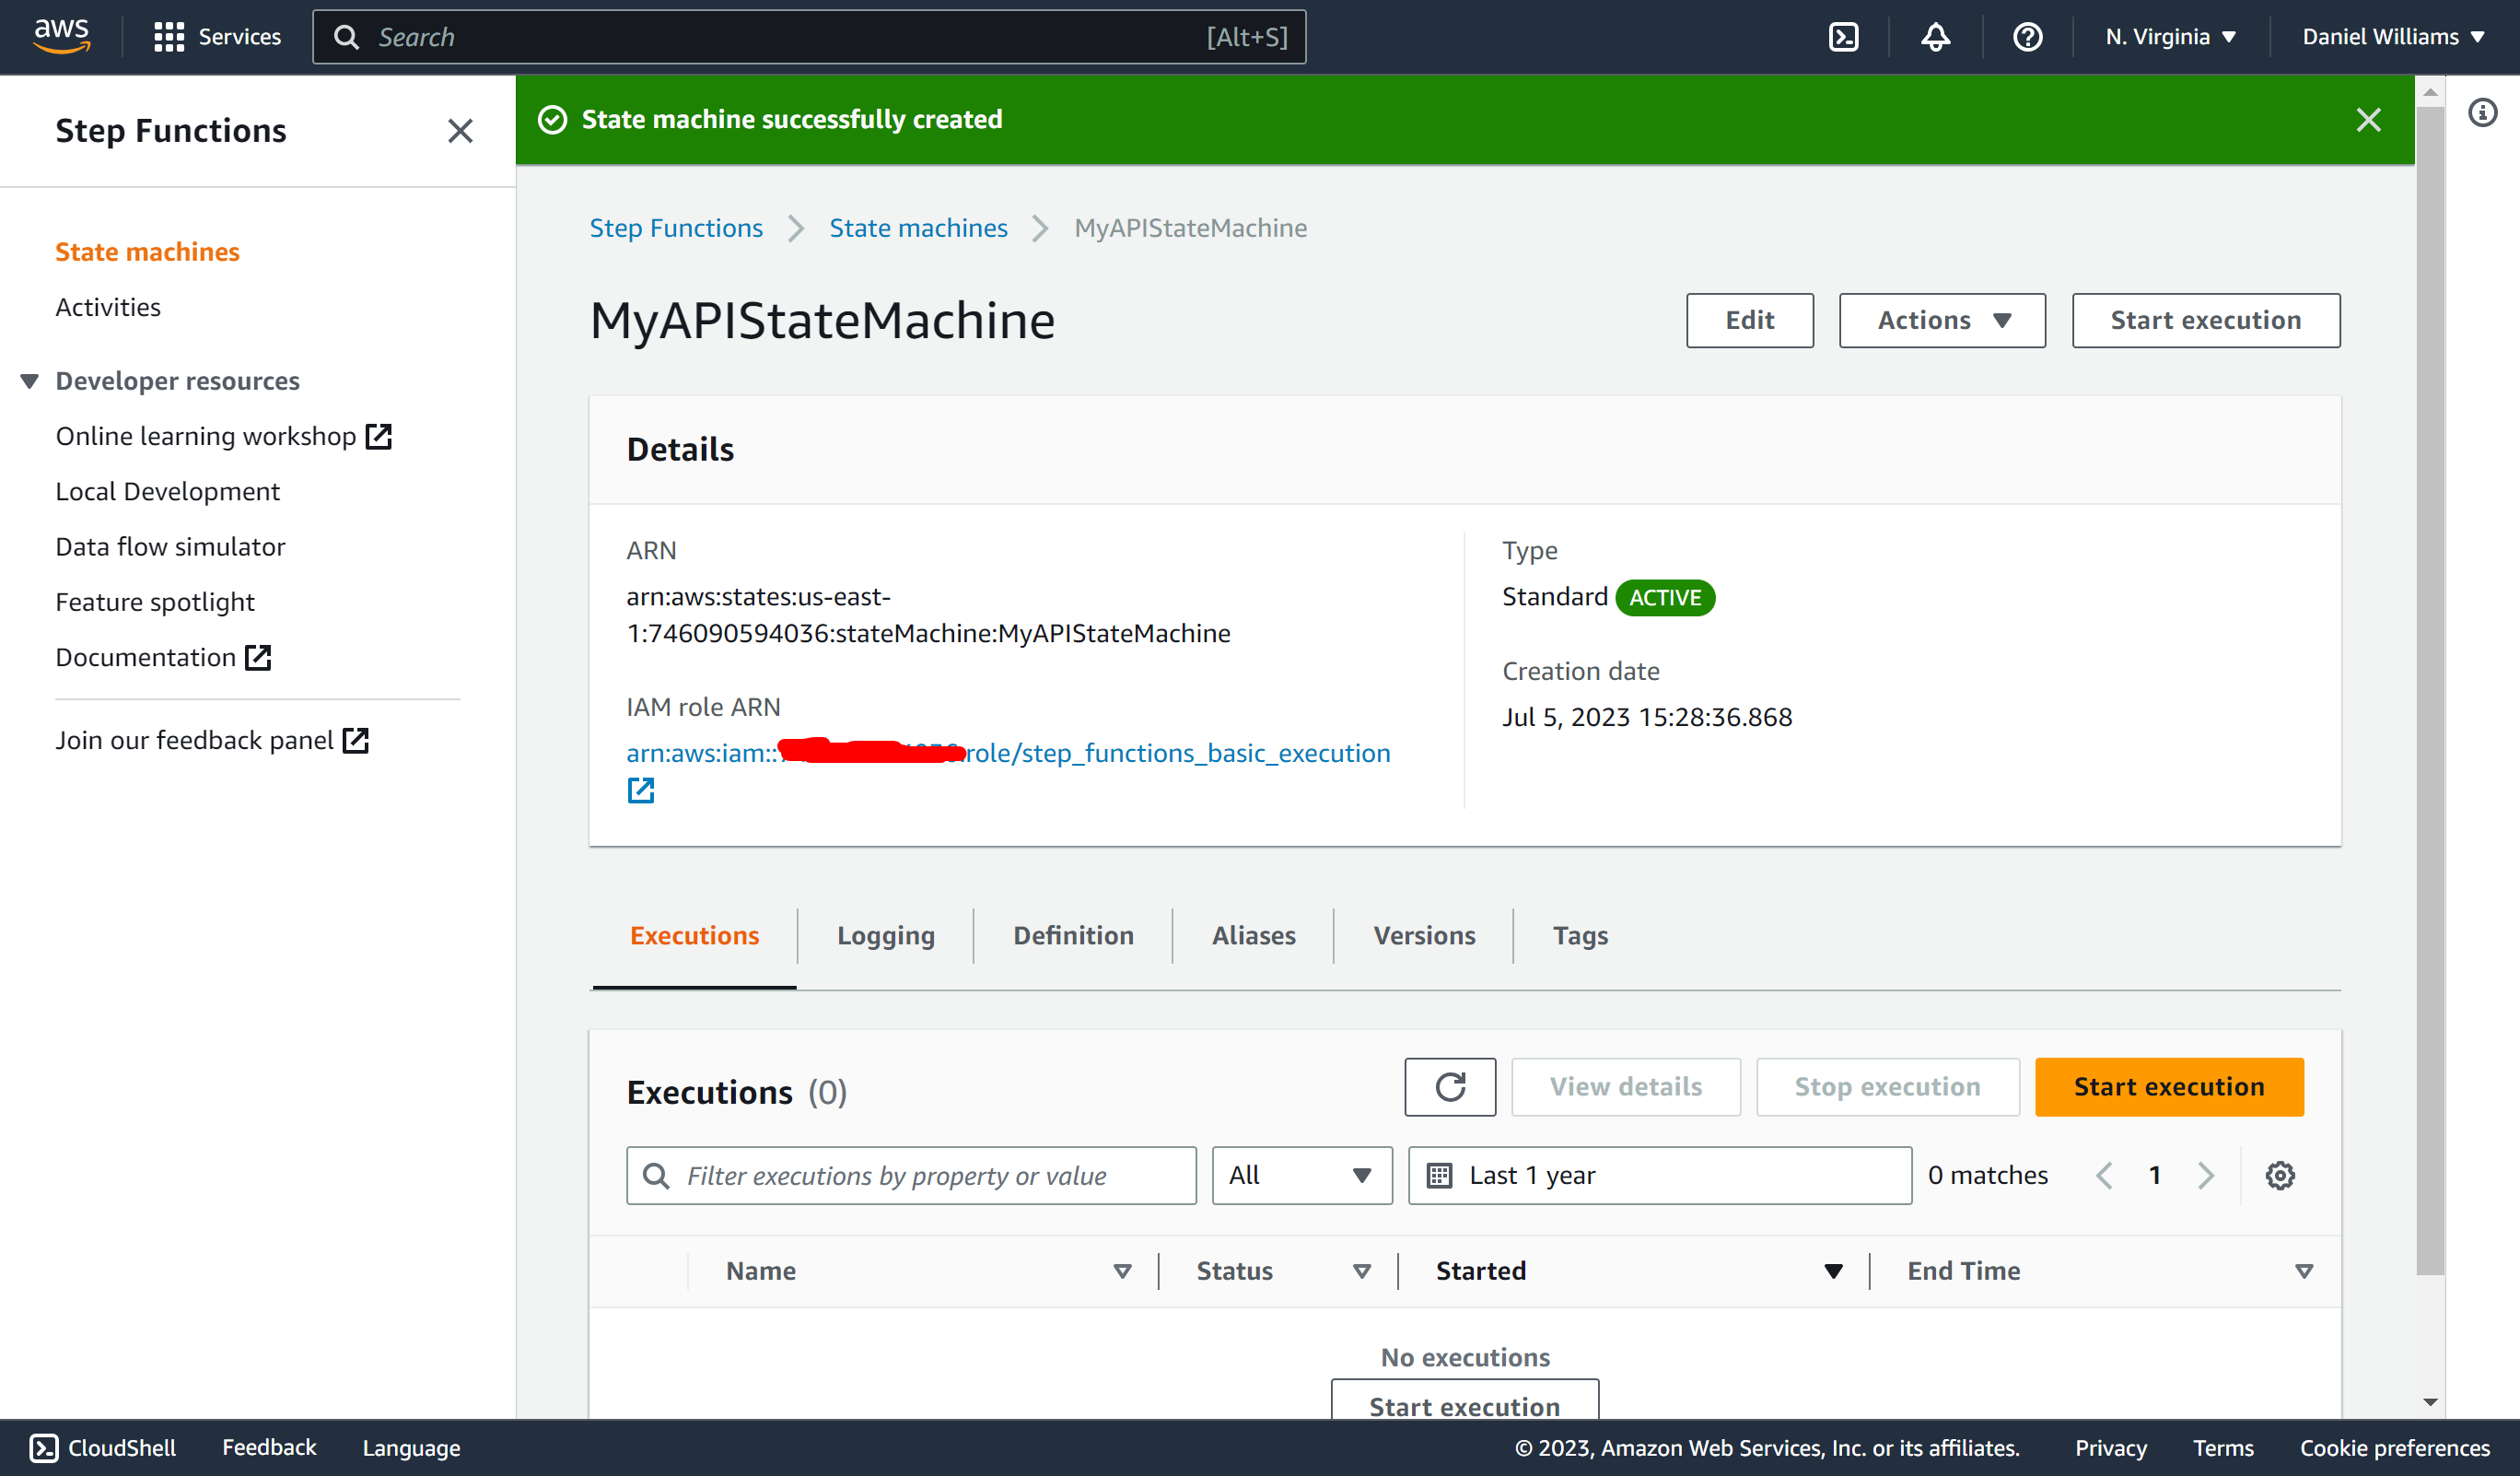 aws
Services
Search
[Alt+S]
N. Virginia
Daniel Williams
Step Functions
State machines
Activities
Developer resources
Online learning workshop
Local Development
Data flow simulator
Feature spotlight
Documentation
Join our feedback panel
State machine successfully created
Step Functions
State machines
MyAPIStateMachine
MyAPIStateMachine
Edit
Actions
Start execution
Details
ARN
arn:aws:states:us-east-
1:746090594036:stateMachine:MyAPIStateMachine
IAM role ARN
arn:aws:iam::
role/step_functions_basic_execution
Type
Standard
ACTIVE
Creation date
Jul 5, 2023 15:28:36.868
Executions
Logging
Definition
Aliases
Versions
Tags
Executions (0)
View details
Stop execution
Start execution
Filter executions by property or value
All
Last 1 year
0 matches
1
Name
Status
Started
End Time
No executions
Start execution
CloudShell
Feedback
Language
© 2023, Amazon Web Services, Inc. or its affiliates.
Privacy
Terms
Cookie preferences